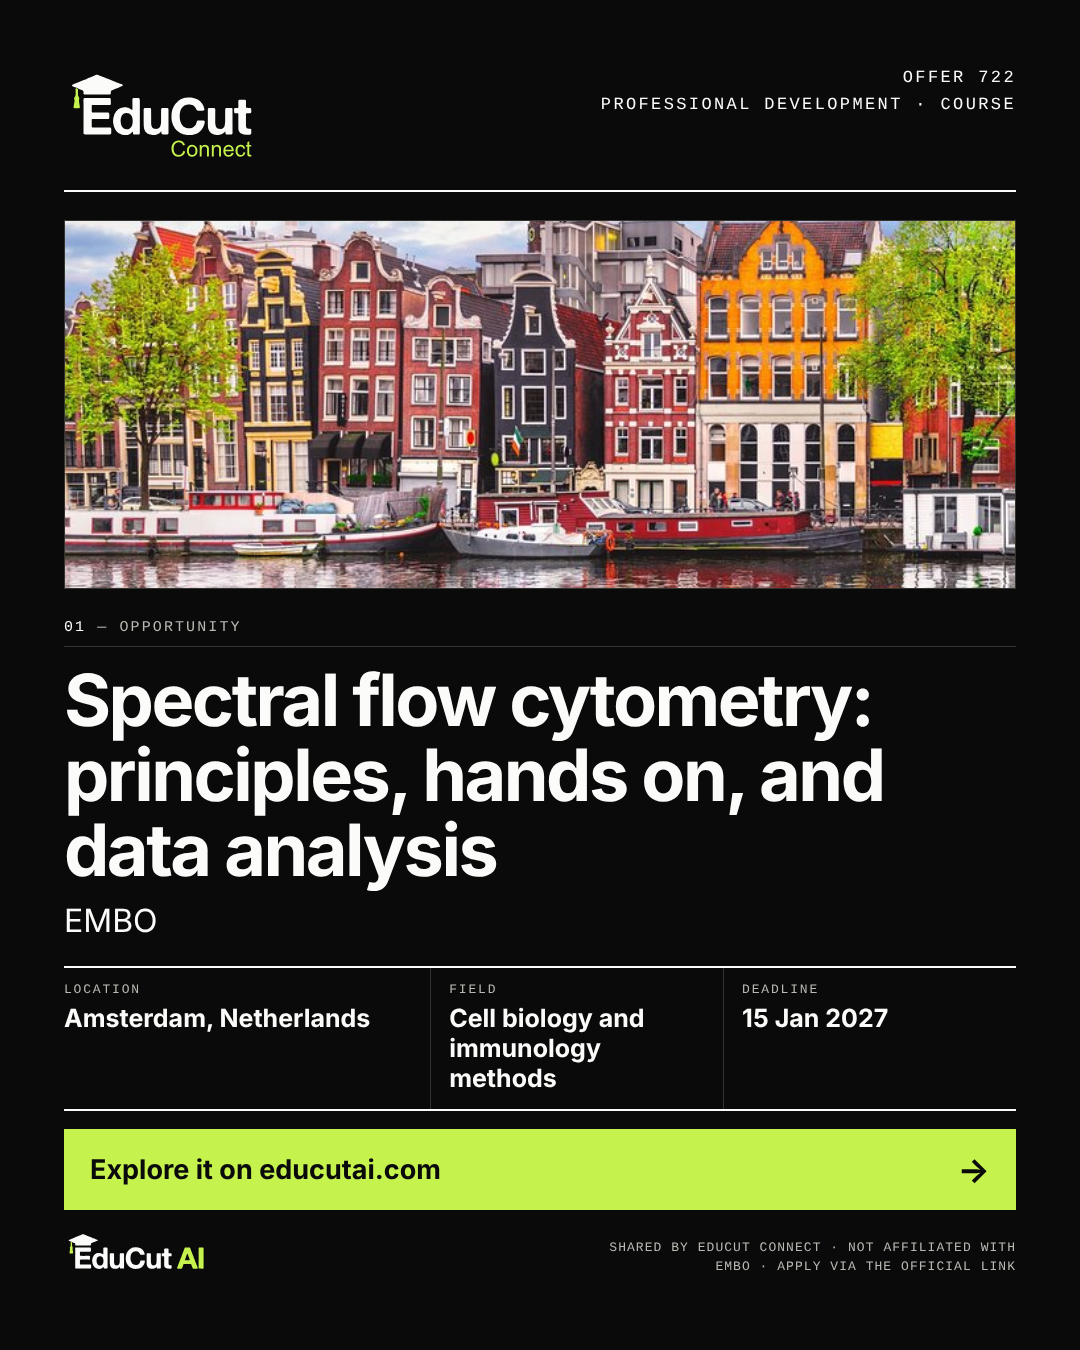 EduCut
Connect
OFFER 722
PROFESSIONAL DEVELOPMENT · COURSE
01 — OPPORTUNITY
Spectral flow cytometry:
principles, hands on, and
data analysis
EMBO
LOCATION
Amsterdam, Netherlands
FIELD
Cell biology and
immunology
methods
DEADLINE
15 Jan 2027
Explore it on educutai.com →
EduCut AI
SHARED BY EDUCUT CONNECT · NOT AFFILIATED WITH
EMBO · APPLY VIA THE OFFICIAL LINK